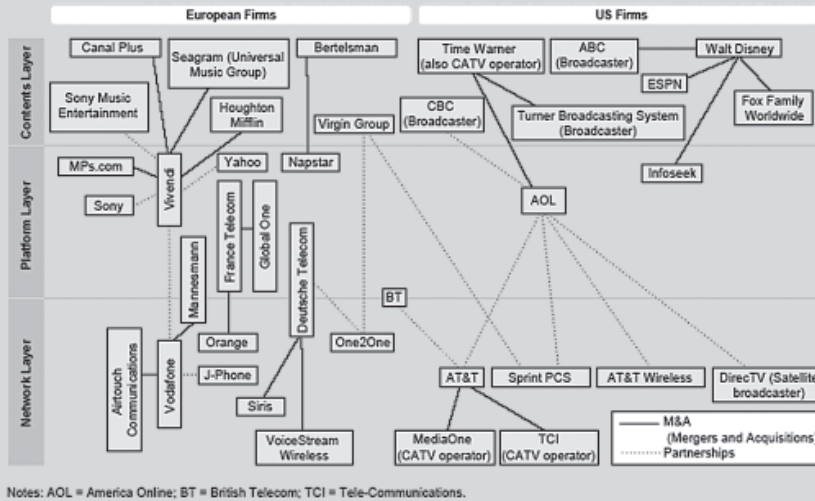 European Firms
US Firms
Contents Layer
Canal Plus
Seagram (Universal
Music Group)
Bertelsman
Time Warner
(also CATV operator)
ABC
(Broadcaster)
Walt Disney
ESPN
Sony Music
Entertainment
Houghton
Mifflin
Virgin Group
CBC
(Broadcaster)
Turner Broadcasting System
(Broadcaster)
Fox Family
Worldwide
Platform Layer
MPs.com
Vivendi
Yahoo
Napstar
Infoseek
Sony
AOL
France Telecom
Global One
Mannesmann
Deutsche Telecom
BT
Network Layer
Orange
One2One
Airtouch
Communications
Vodafone
J-Phone
AT&T
Sprint PCS
AT&T Wireless
DirecTV (Satellite
broadcaster)
Siris
VoiceStream
Wireless
MediaOne
(CATV operator)
TCI
(CATV operator)
M&A
(Mergers and Acquisitions)
Partnerships
Notes: AOL = America Online; BT = British Telecom; TCI = Tele-Communications.